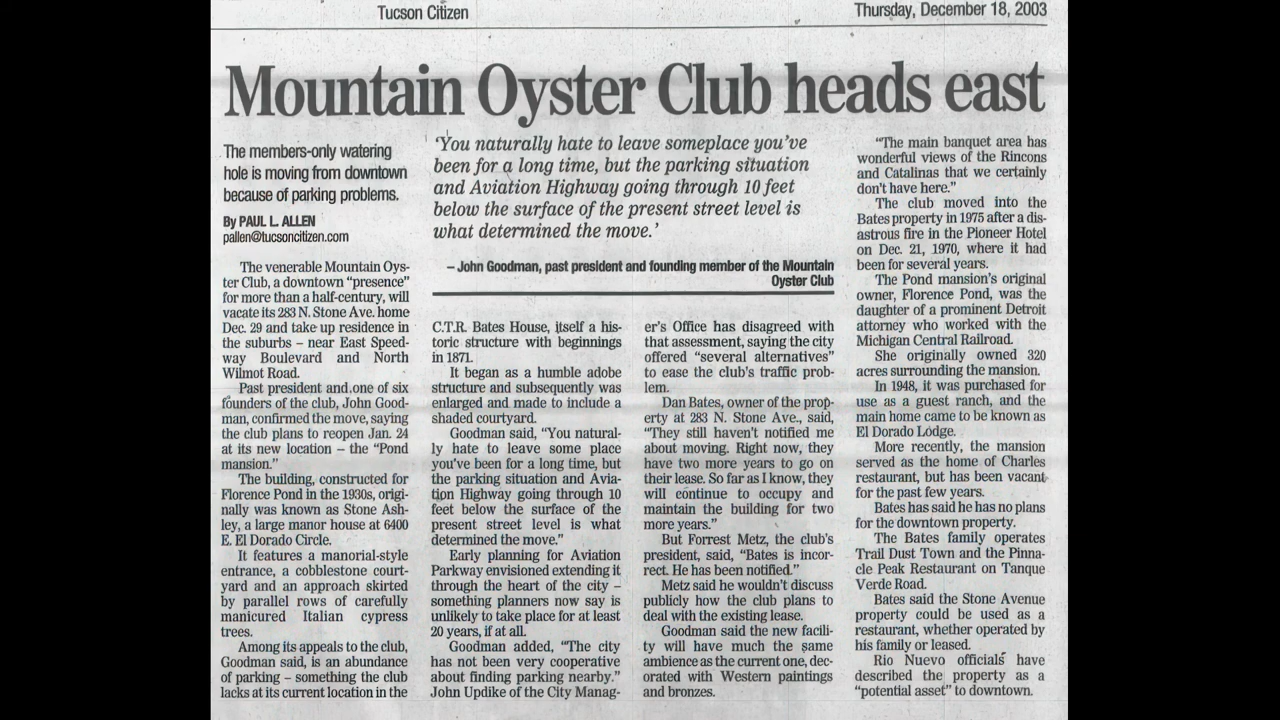 Tucson Citizen
Thursday, December 18, 2003
Mountain Oyster Club heads east
The members-only watering
hole is moving from downtown
because of parking problems.
By PAUL L. ALLEN
pallen@tucsoncitizen.com
The venerable Mountain Oys-
ter Club, a downtown “presence”
for more than a half-century, will
vacate its 283 N. Stone Ave. home
Dec. 29 and take up residence in
the suburbs – near East Speed-
way Boulevard and North
Wilmot Road.
Past president and one of six
founders of the club, John Good-
man, confirmed the move, saying
the club plans to reopen Jan. 24
at its new location – the “Pond
mansion.”
The building, constructed for
Florence Pond in the 1930s, origi-
nally was known as Stone Ash-
ley, a large manor house at 6400
E. El Dorado Circle.
It features a manorial-style
entrance, a cobblestone court-
yard and an approach skirted
by parallel rows of carefully
manicured Italian cypress
trees.
Among its appeals to the club,
Goodman said, is an abundance
of parking – something the club
lacks at its current location in the
‘You naturally hate to leave someplace you’ve
been for a long time, but the parking situation
and Aviation Highway going through 10 feet
below the surface of the present street level is
what determined the move.’
– John Goodman, past president and founding member of the Mountain
Oyster Club
C.T.R. Bates House, itself a his-
toric structure with beginnings
in 1871.
It began as a humble adobe
structure and subsequently was
enlarged and made to include a
shaded courtyard.
Goodman said, “You natural-
ly hate to leave some place
you’ve been for a long time, but
the parking situation and Avia-
tion Highway going through 10
feet below the surface of the
present street level is what
determined the move.”
Early planning for Aviation
Parkway envisioned extending it
through the heart of the city –
something planners now say is
unlikely to take place for at least
20 years, if at all.
Goodman added, “The city
has not been very cooperative
about finding parking nearby.”
John Updike of the City Manag-
er’s Office has disagreed with
that assessment, saying the city
offered “several alternatives”
to ease the club’s traffic prob-
lem.
Dan Bates, owner of the prop-
erty at 283 N. Stone Ave., said,
“They still haven’t notified me
about moving. Right now, they
have two more years to go on
their lease. So far as I know, they
will continue to occupy and
maintain the building for two
more years.”
But Forrest Metz, the club’s
president, said, “Bates is incor-
rect. He has been notified.”
Metz said he wouldn’t discuss
publicly how the club plans to
deal with the existing lease.
Goodman said the new facili-
ty will have much the same
ambience as the current one, dec-
orated with Western paintings
and bronzes.
“The main banquet area has
wonderful views of the Rincons
and Catalinas that we certainly
don’t have here.”
The club moved into the
Bates property in 1975 after a dis-
astrous fire in the Pioneer Hotel
on Dec. 21, 1970, where it had
been for several years.
The Pond mansion’s original
owner, Florence Pond, was the
daughter of a prominent Detroit
attorney who worked with the
Michigan Central Railroad.
She originally owned 320
acres surrounding the mansion.
In 1948, it was purchased for
use as a guest ranch, and the
main home came to be known as
El Dorado Lodge.
More recently, the mansion
served as the home of Charles
restaurant, but has been vacant
for the past few years.
Bates has said he has no plans
for the downtown property.
The Bates family operates
Trail Dust Town and the Pinna-
cle Peak Restaurant on Tanque
Verde Road.
Bates said the Stone Avenue
property could be used as a
restaurant, whether operated by
his family or leased.
Rio Nuevo officials have
described the property as a
“potential asset” to downtown.